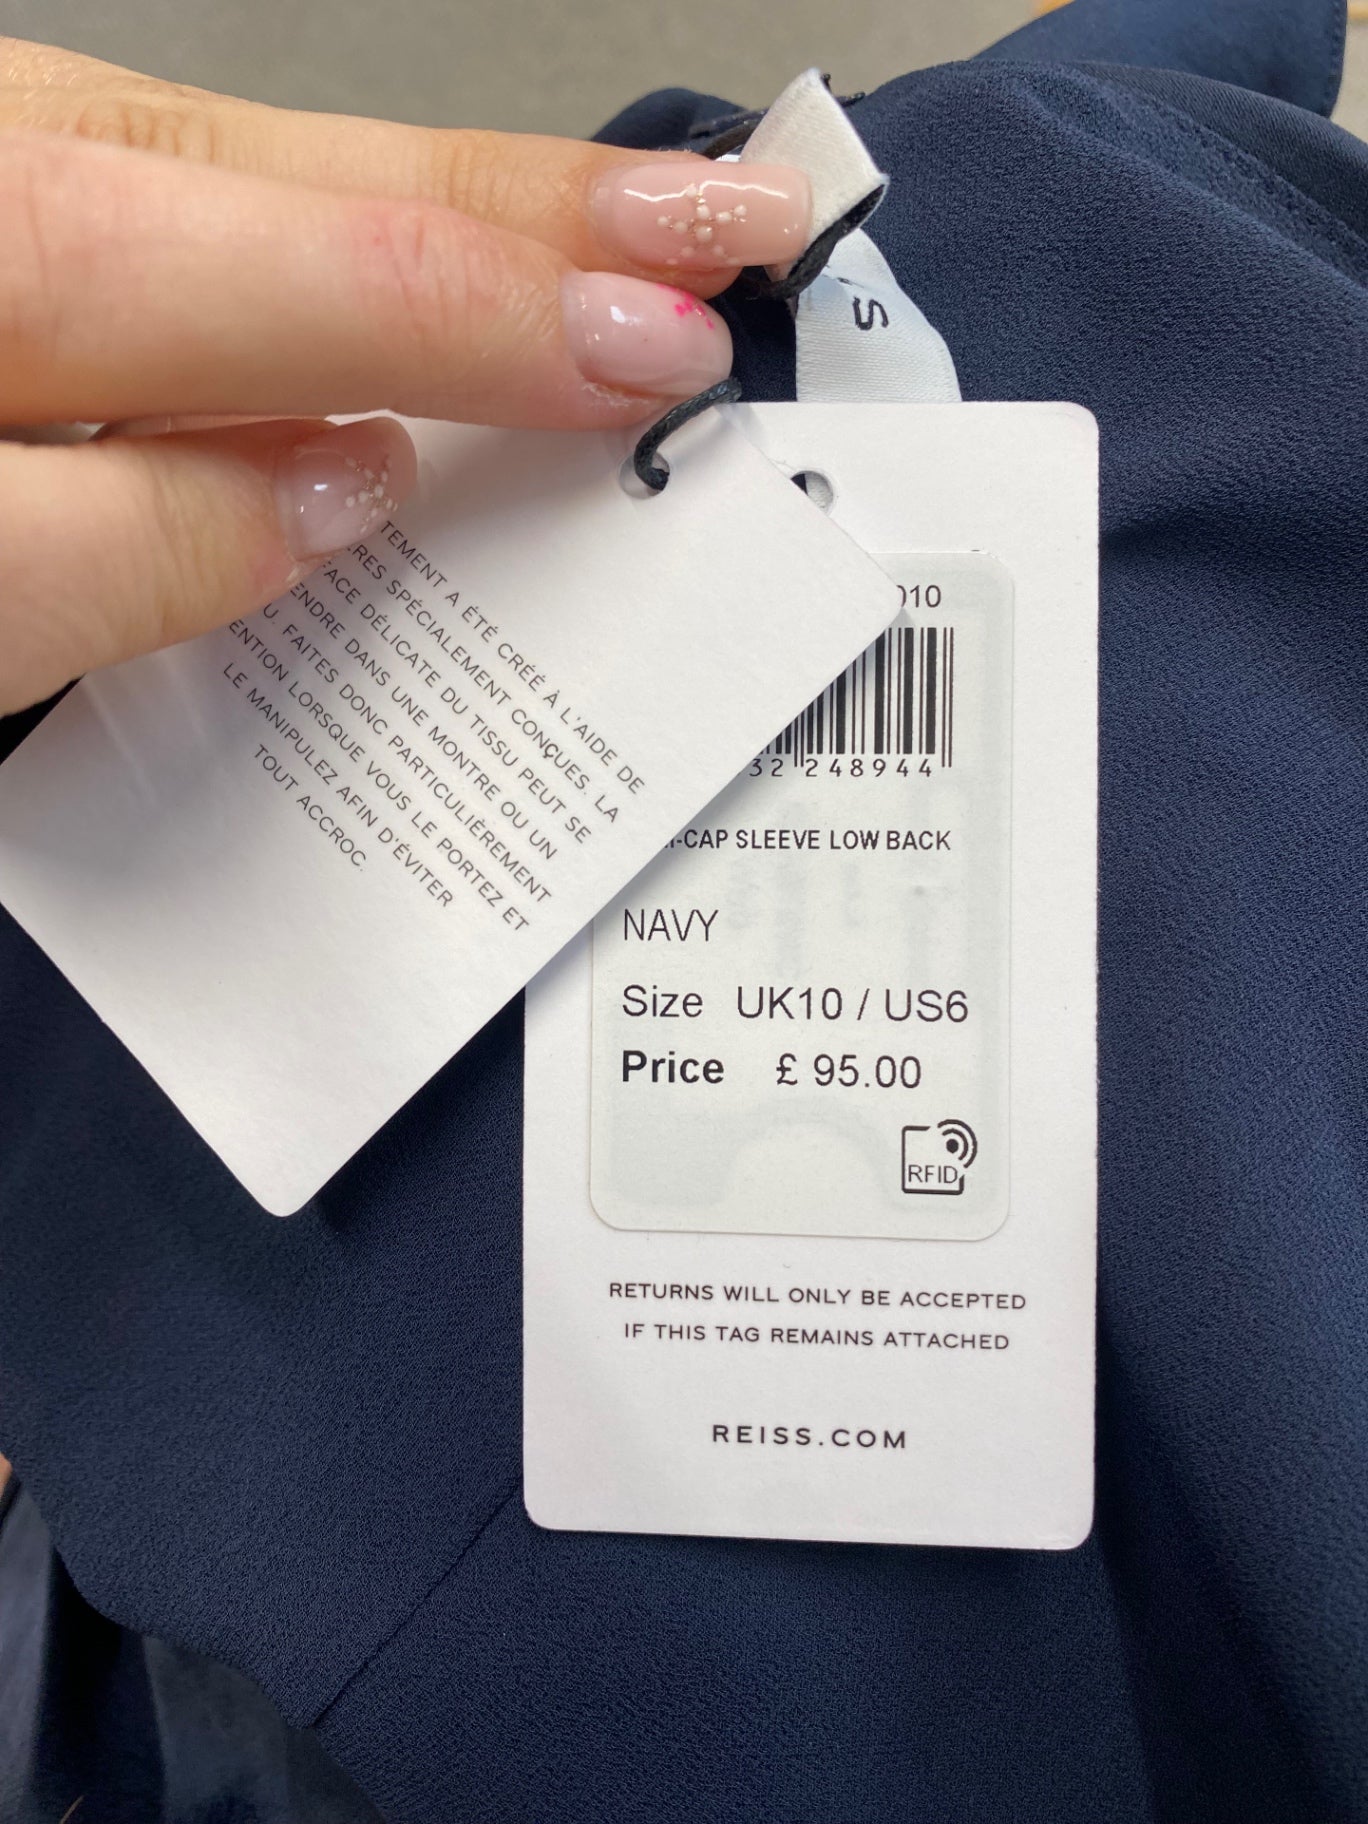 S
TEMENT A ÉTÉ CRÉÉ À L'AIDE DE
ÈRES SPÉCIALEMENT CONÇUES. LA
FACE DÉLICATE DU TISSU PEUT SE
ENDRE DANS UNE MONTRE OU UN
U. FAITES DONC PARTICULIÈREMENT
ENTION LORSQUE VOUS LE PORTEZ ET
LE MANIPULEZ AFIN D'ÉVITER
TOUT ACCROC.
010
32 248944
-CAP SLEEVE LOW BACK
NAVY
Size UK10 / US6
Price £ 95.00
RFID
RETURNS WILL ONLY BE ACCEPTED
IF THIS TAG REMAINS ATTACHED
REISS.COM